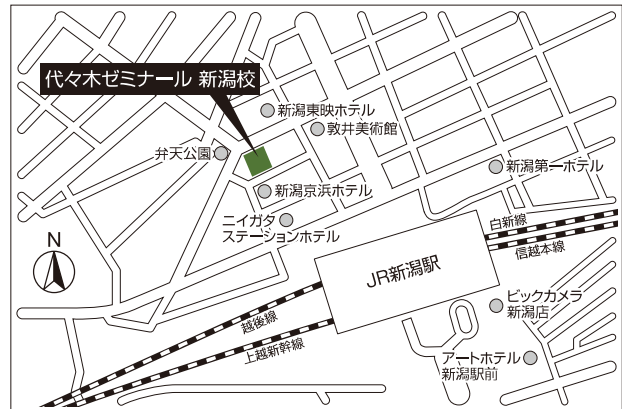 代々木ゼミナール 新潟校
新潟東映ホテル
敦井美術館
弁天公園
新潟第一ホテル
新潟京浜ホテル
ニイガタ
ステーションホテル
白新線
信越本線
N
JR新潟駅
ビックカメラ
新潟店
越後線
上越新幹線
アートホテル
新潟駅前